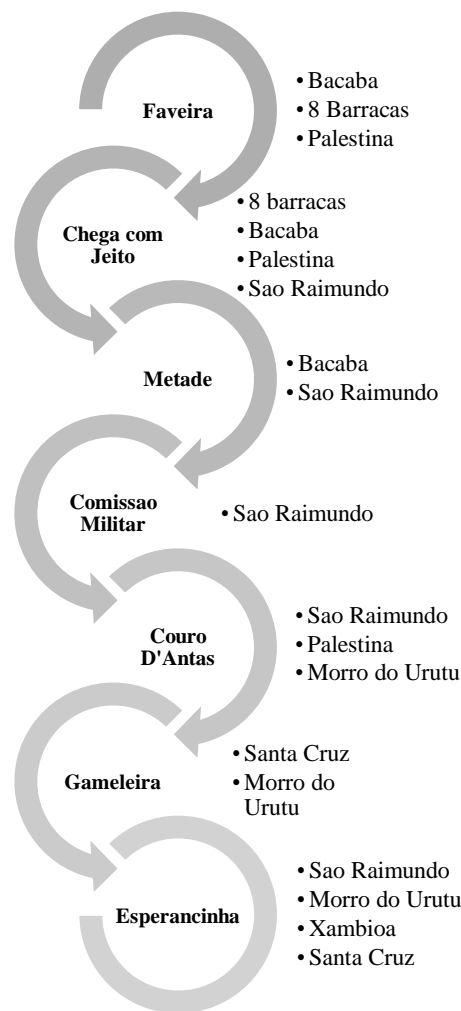 Faveira
• Bacaba
• 8 Barracas
• Palestina
Chega com
Jeito
• 8 barracas
• Bacaba
• Palestina
• Sao Raimundo
Metade
• Bacaba
• Sao Raimundo
Comissao
Militar
• Sao Raimundo
Couro
D'Antas
• Sao Raimundo
• Palestina
• Morro do Urutu
Gameleira
• Santa Cruz
• Morro do
Urutu
Esperancinha
• Sao Raimundo
• Morro do Urutu
• Xambioa
• Santa Cruz